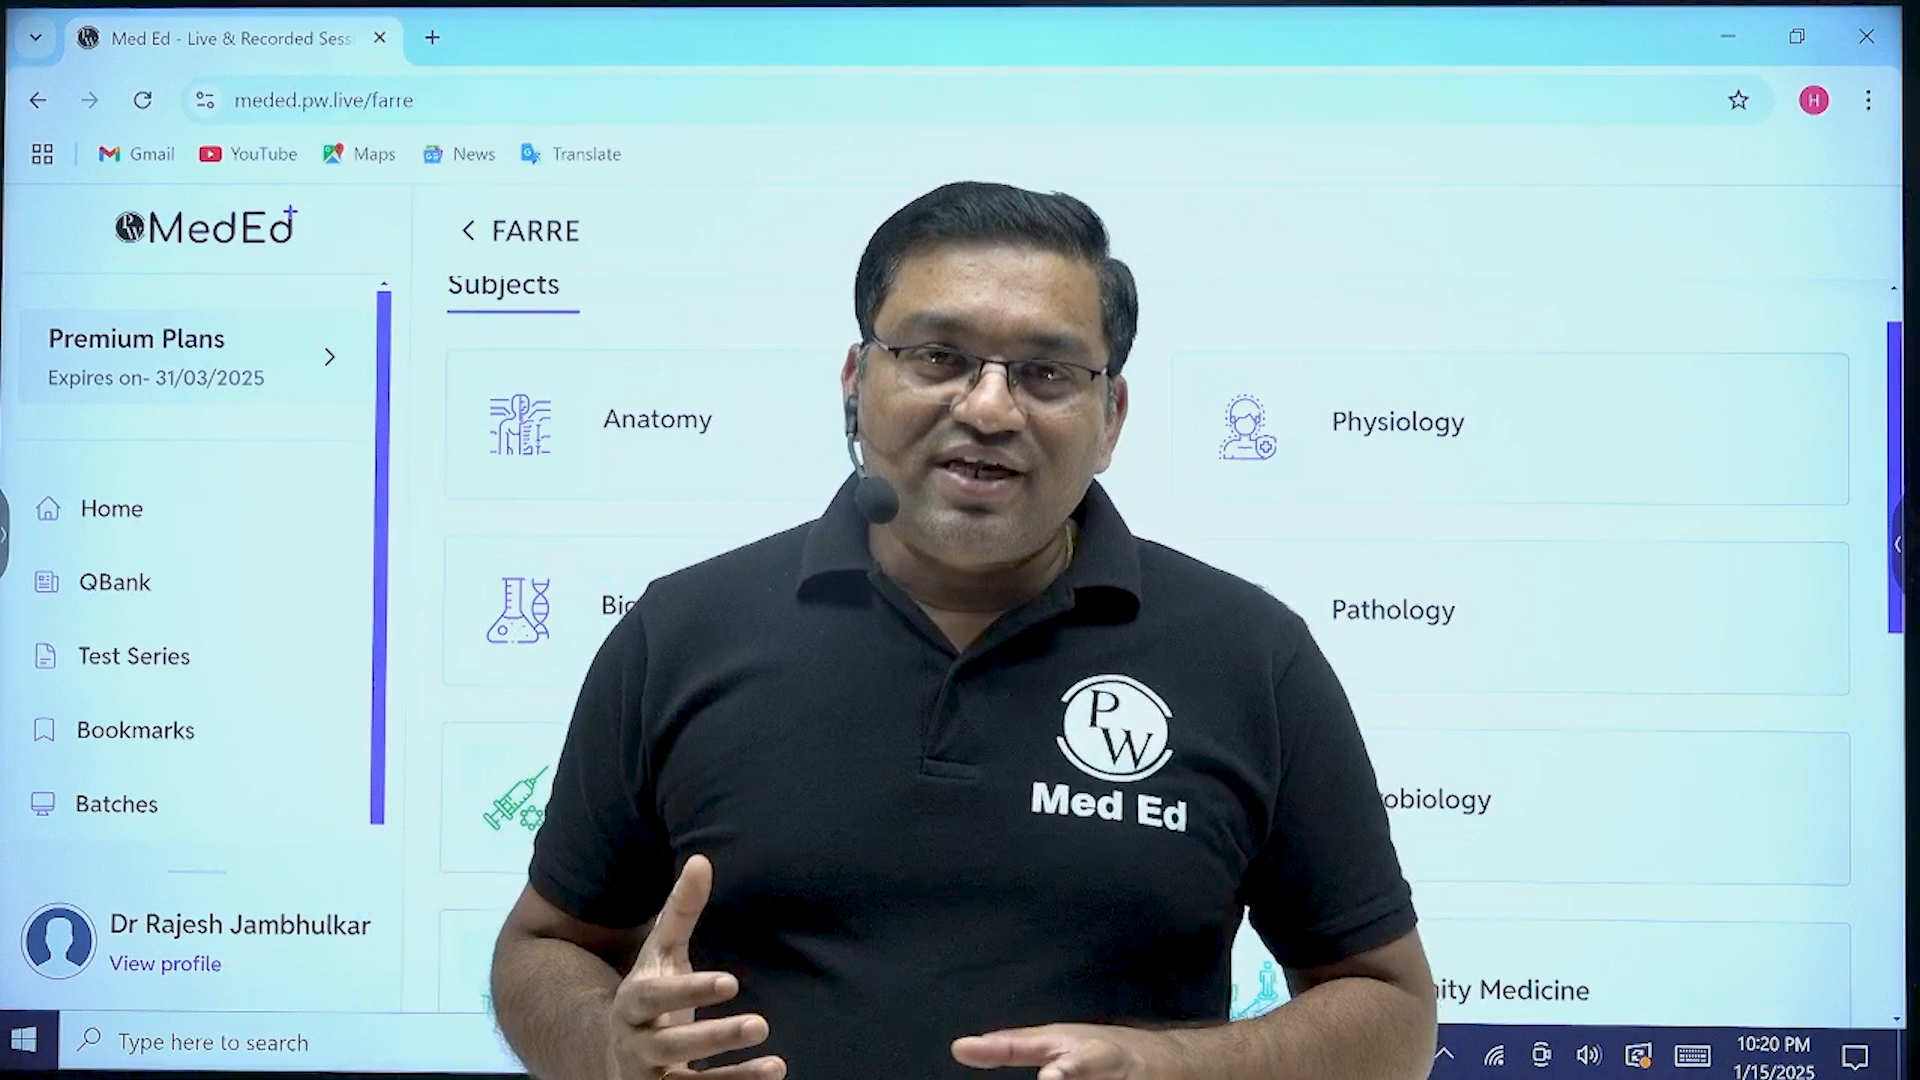 Med Ed - Live & Recorded Sess
meded.pw.live/farre
H
Gmail
YouTube
Maps
News
Translate
PW MedEd+
FARRE
Subjects
Premium Plans
Expires on- 31/03/2025
Anatomy
Physiology
Home
QBank
Bio
Pathology
Test Series
Bookmarks
PW
Med Ed
obiology
Batches
Dr Rajesh Jambhulkar
View profile
ity Medicine
Type here to search
10:20 PM
1/15/2025